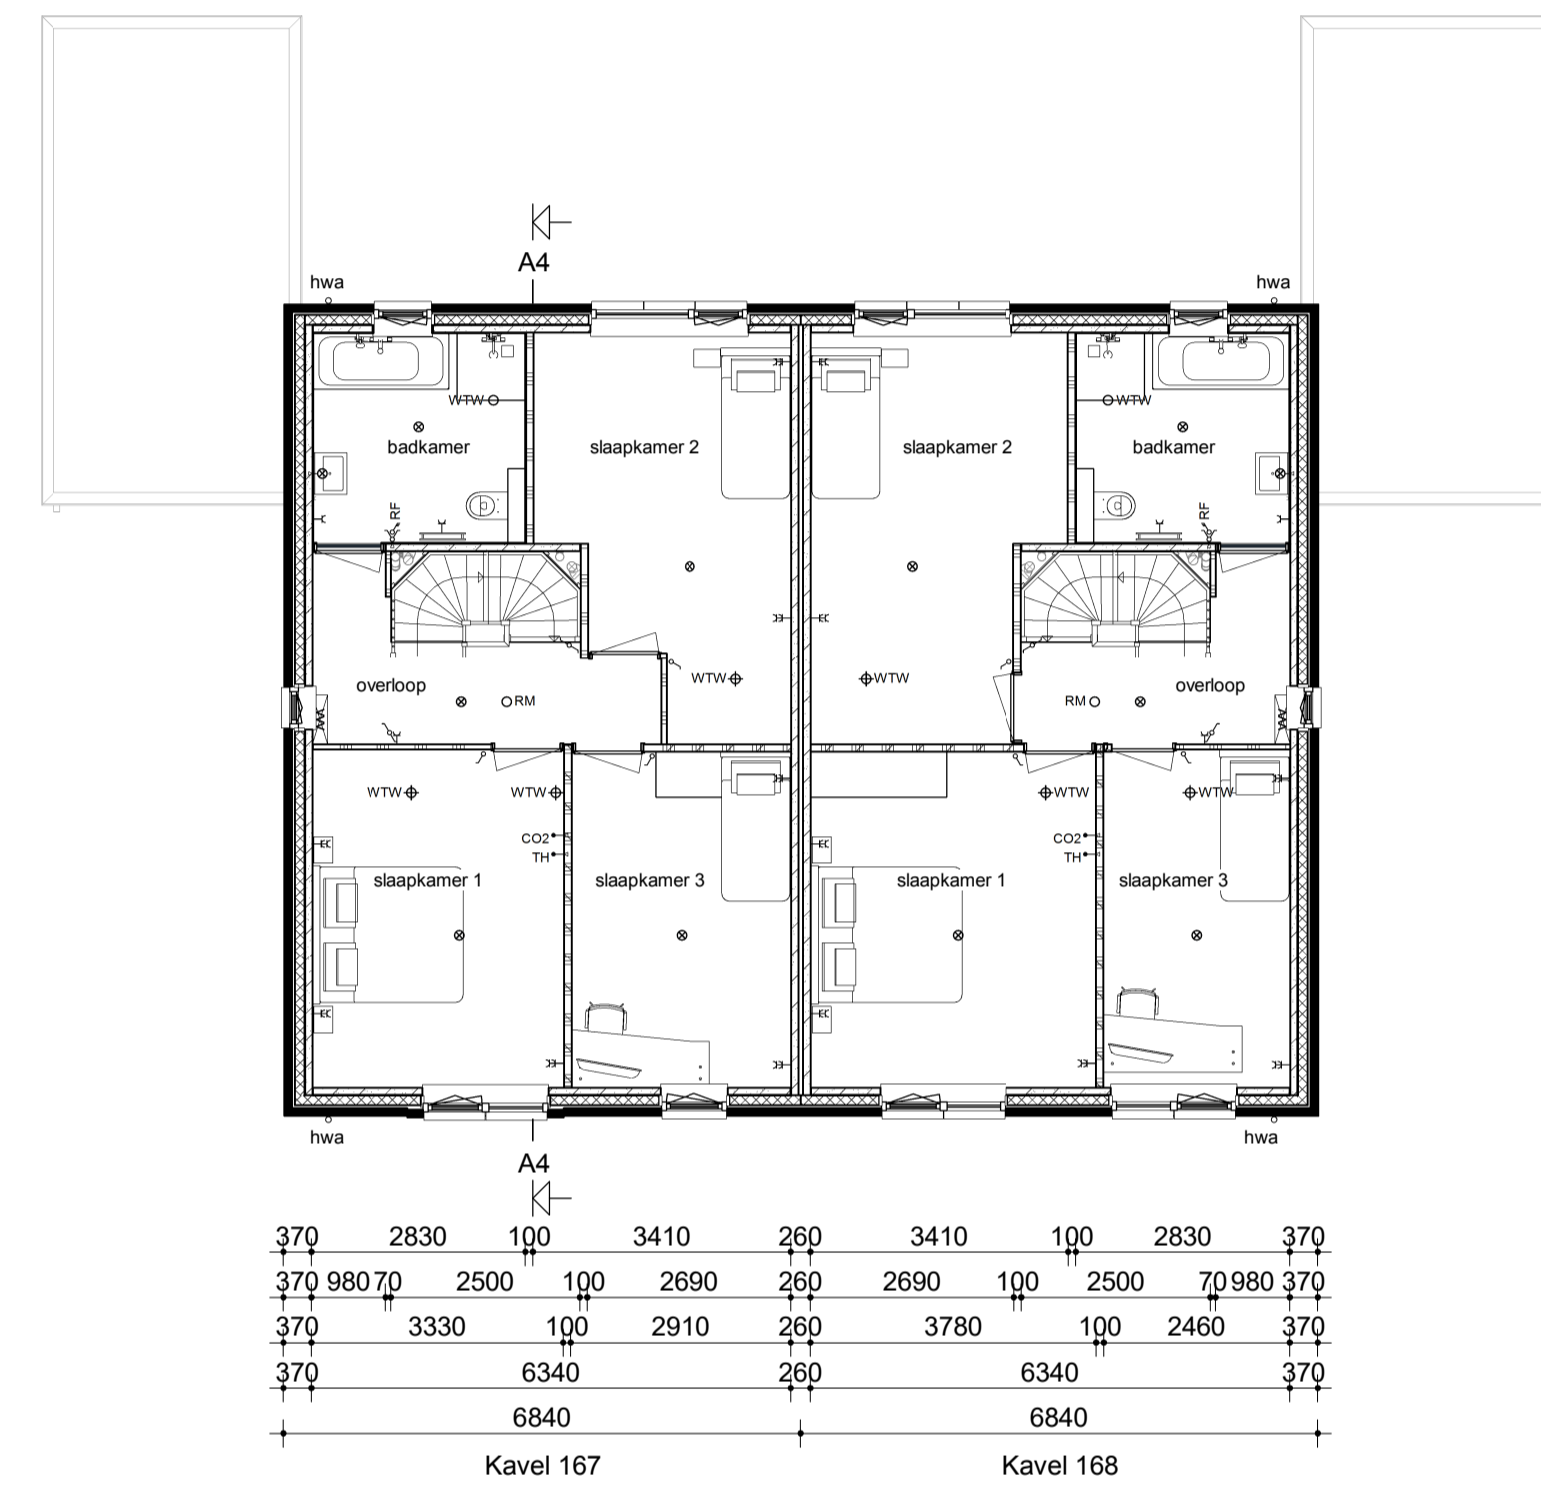 A4
hwa
hwa
WTW
WTW
badkamer
slaapkamer 2
slaapkamer 2
badkamer
RF
RF
WTW
WTW
overloop
overloop
RM
RM
WTW
WTW
WTW
WTW
CO2
CO2
TH
TH
slaapkamer 1
slaapkamer 3
slaapkamer 1
slaapkamer 3
hwa
hwa
A4
370 2830 100 3410 260 3410 100 2830 370
370 980 70 2500 100 2690 260 2690 100 2500 70 980 370
370 3330 100 2910 260 3780 100 2460 370
370 6340 260 6340 370
6840 6840
Kavel 167 Kavel 168